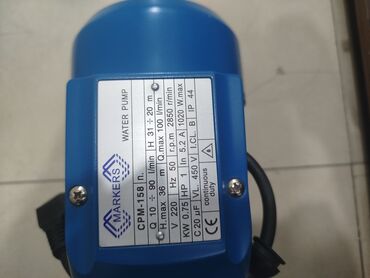 MARKERS
WATER PUMP
CPM-158 In.
Q 10 ÷ 90 l/min H 31 ÷ 20 m
H.max 36 m Q.max 100 l/min
V 220 Hz 50 r.p.m 2850 r/min
KW 0.75 HP 1 In 5,2 A 1020 W.max
C 20 µF VL. 450 V I.CL. B IP 44
continuous
duty